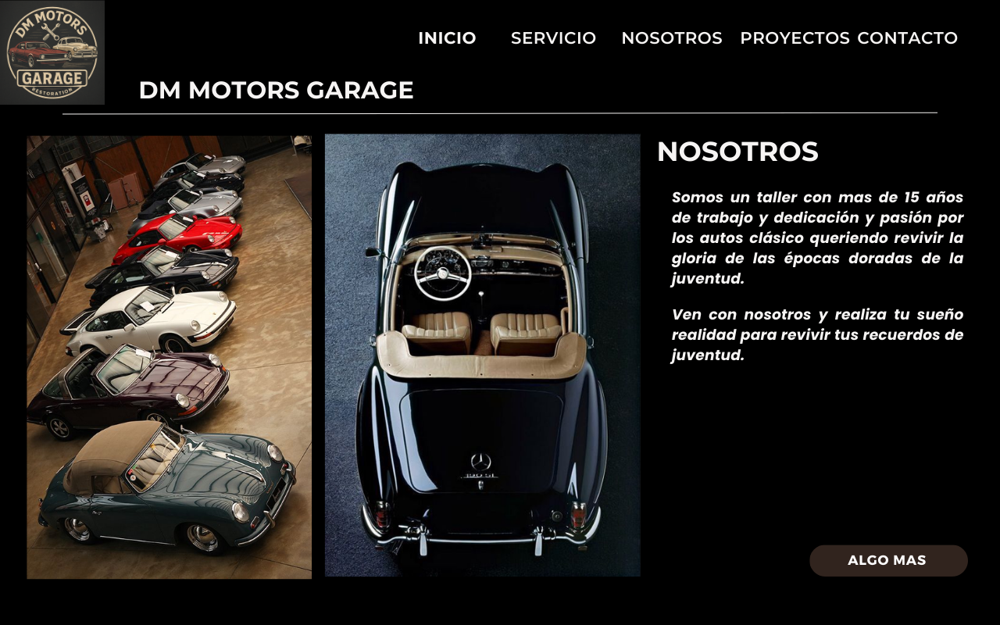 DM MOTORS
GARAGE
RESTORATION
INICIO SERVICIO NOSOTROS PROYECTOS CONTACTO
DM MOTORS GARAGE
NOSOTROS
Somos un taller con mas de 15 años
de trabajo y dedicación y pasión por
los autos clásico queriendo revivir la
gloria de las épocas doradas de la
juventud.
Ven con nosotros y realiza tu sueño
realidad para revivir tus recuerdos de
juventud.
190 SL
ALGO MAS